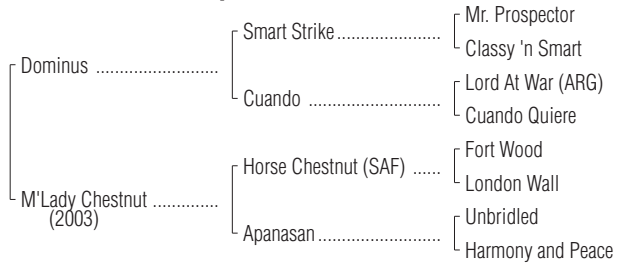 Mr. Prospector
Smart Strike....................
Classy 'n Smart
Dominus ..........................
Lord At War (ARG)
Cuando ............................
Cuando Quiere
Fort Wood
Horse Chestnut (SAF) ......
London Wall
M'Lady Chestnut ..............
(2003)
Unbridled
Apanasan..........................
Harmony and Peace